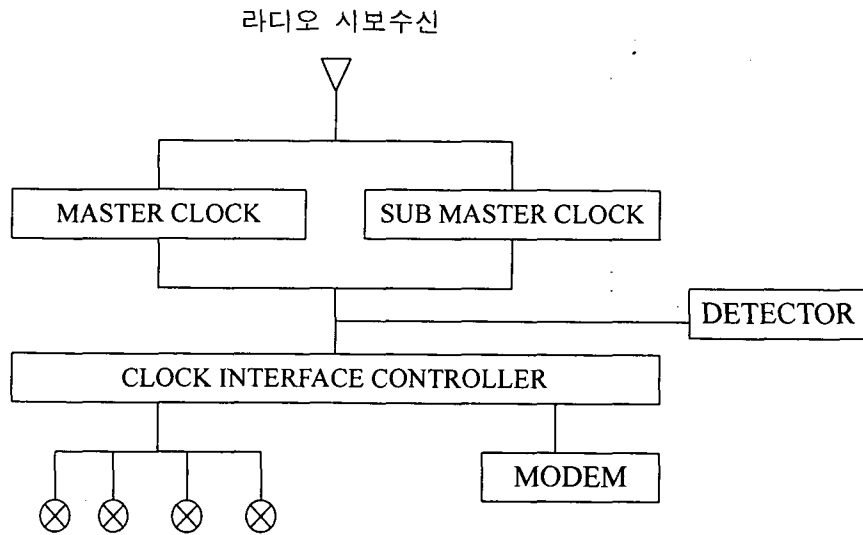 라디오 시보수신
MASTER CLOCK
SUB MASTER CLOCK
DETECTOR
CLOCK INTERFACE CONTROLLER
MODEM